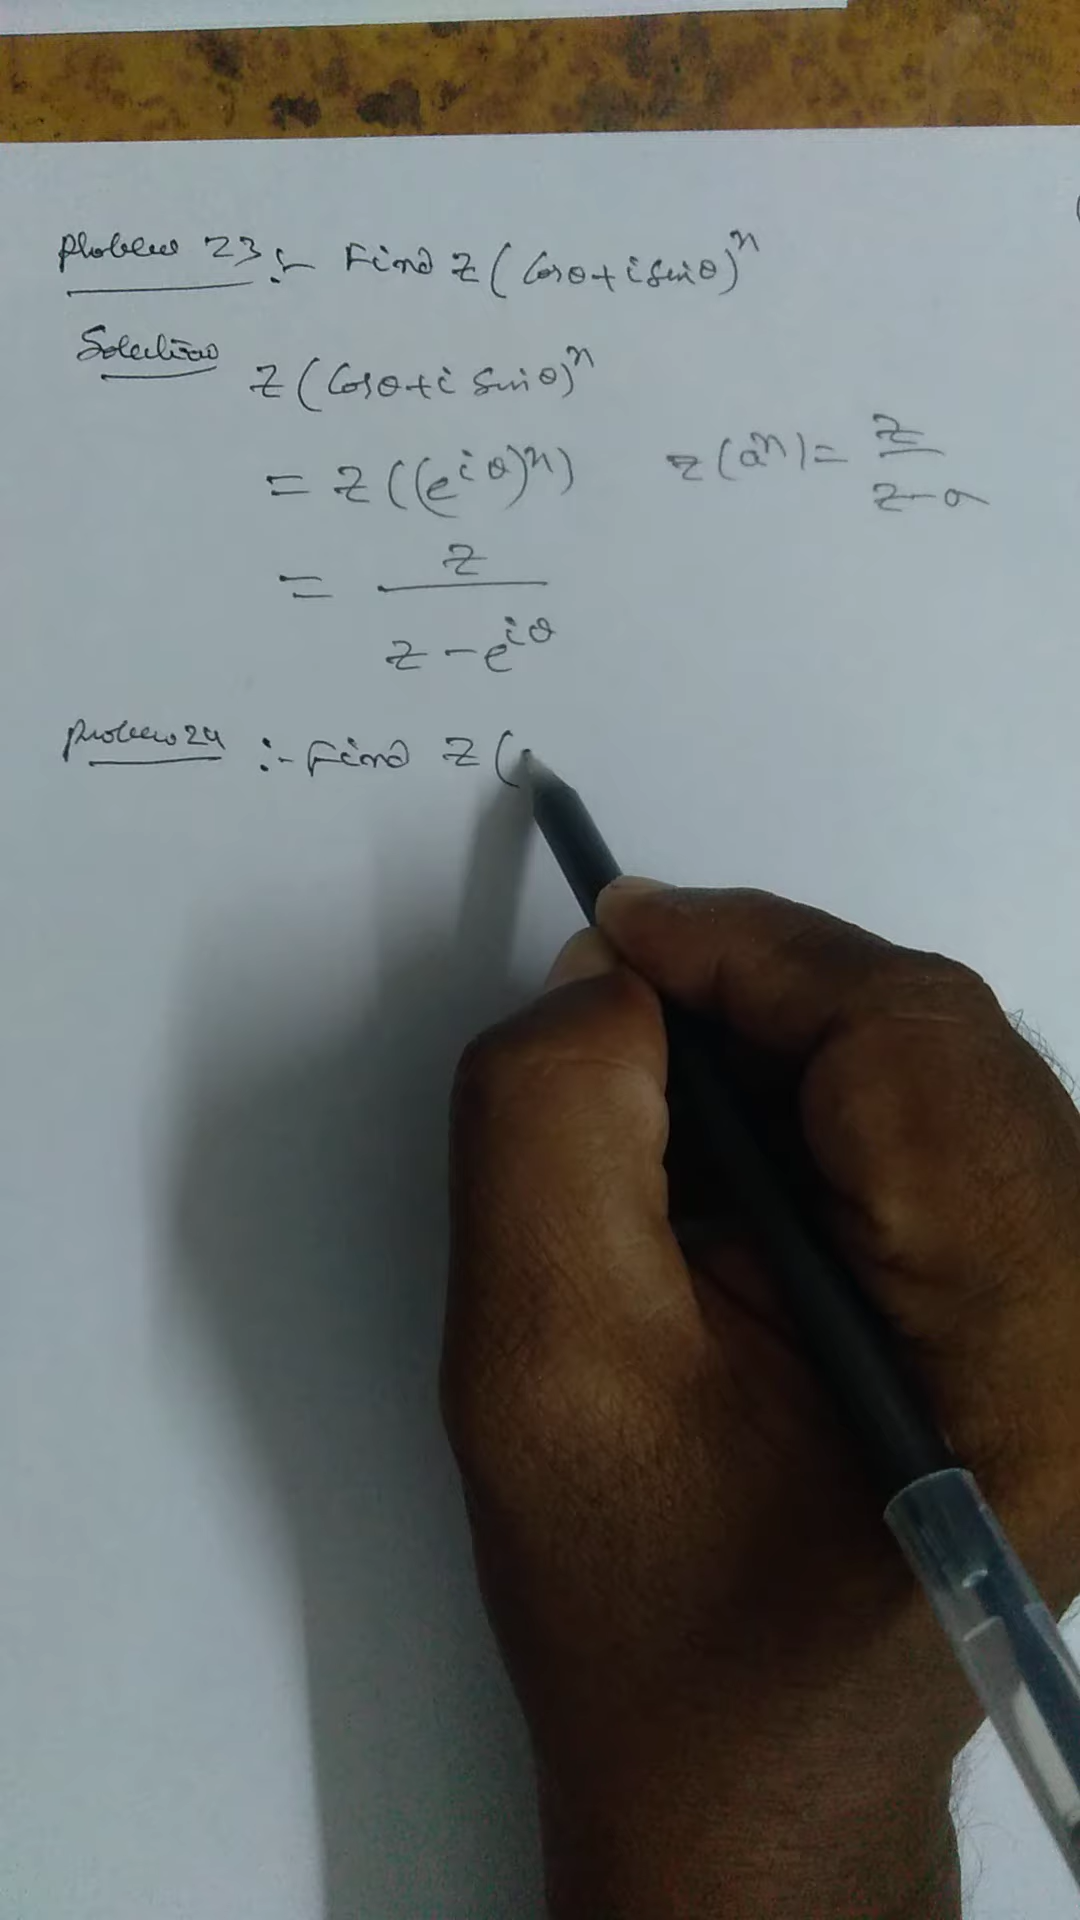 Problem 23 :- Find Z(Cosθ+i sinθ)^n
Solution
Z(Cosθ+i sinθ)^n
= Z((e^{iθ})^n) Z(a^n) = z/(z-a)
= z/(z-e^{iθ})
Problem 24 :- Find Z(